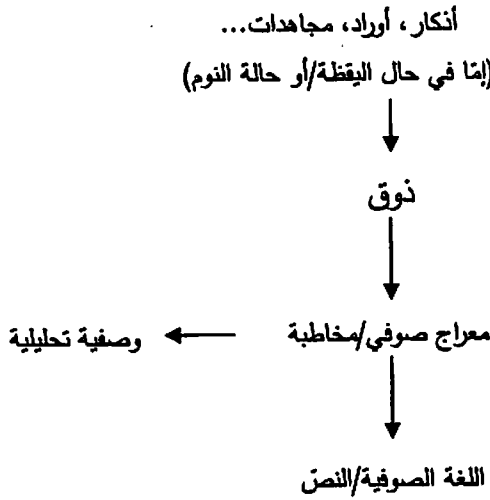 أذكار، أوراد، مجاهدات...
(إمّا في حال اليقظة/أو حالة النوم)
ذوق
معراج صوفي/مخاطبة
وصفية تحليلية
اللغة الصوفية/النصّ